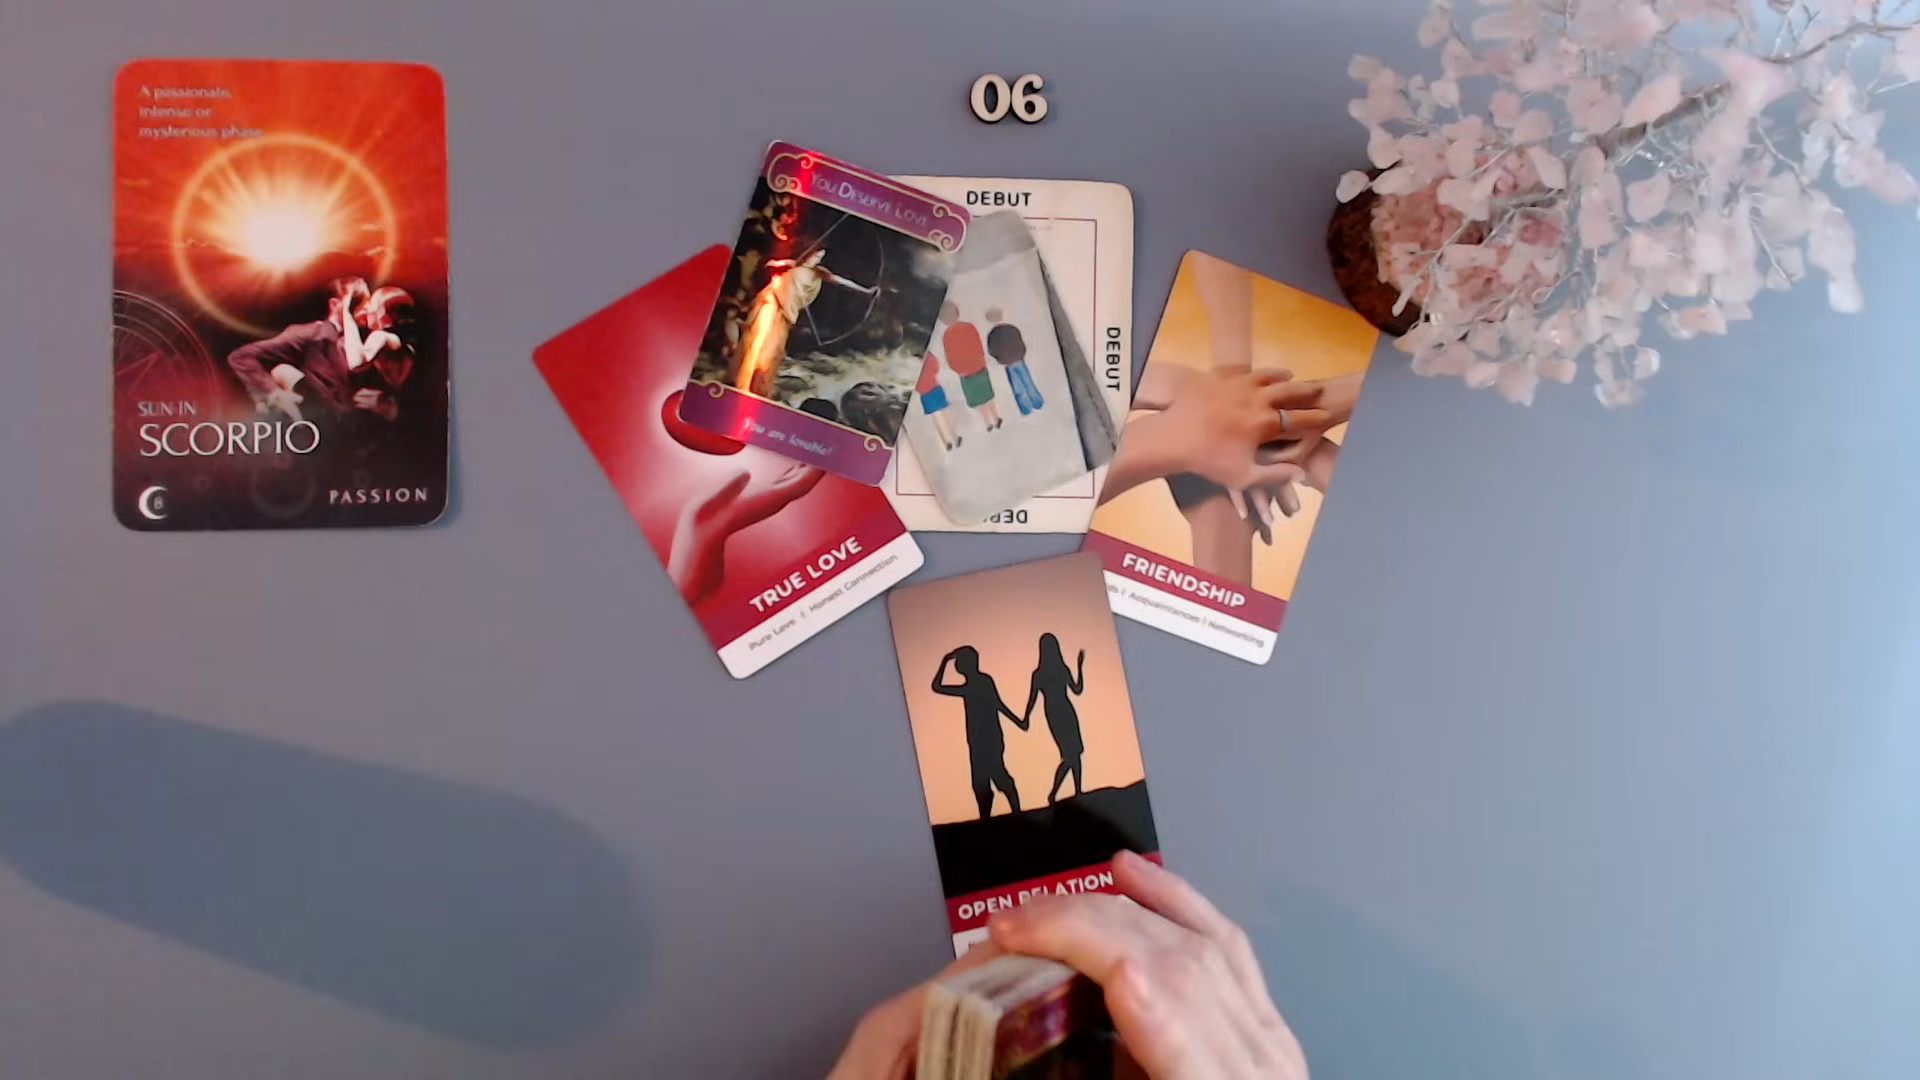 A passionate,
intense or
mysterious phase.
SUN IN
SCORPIO
8
PASSION
06
YOU DESERVE LOVE
You are lovable!
DEBUT
DEBUT
DEBUT
TRUE LOVE
Pure Love | Honest Connection
FRIENDSHIP
Acquaintances | Networking
OPEN RELATION